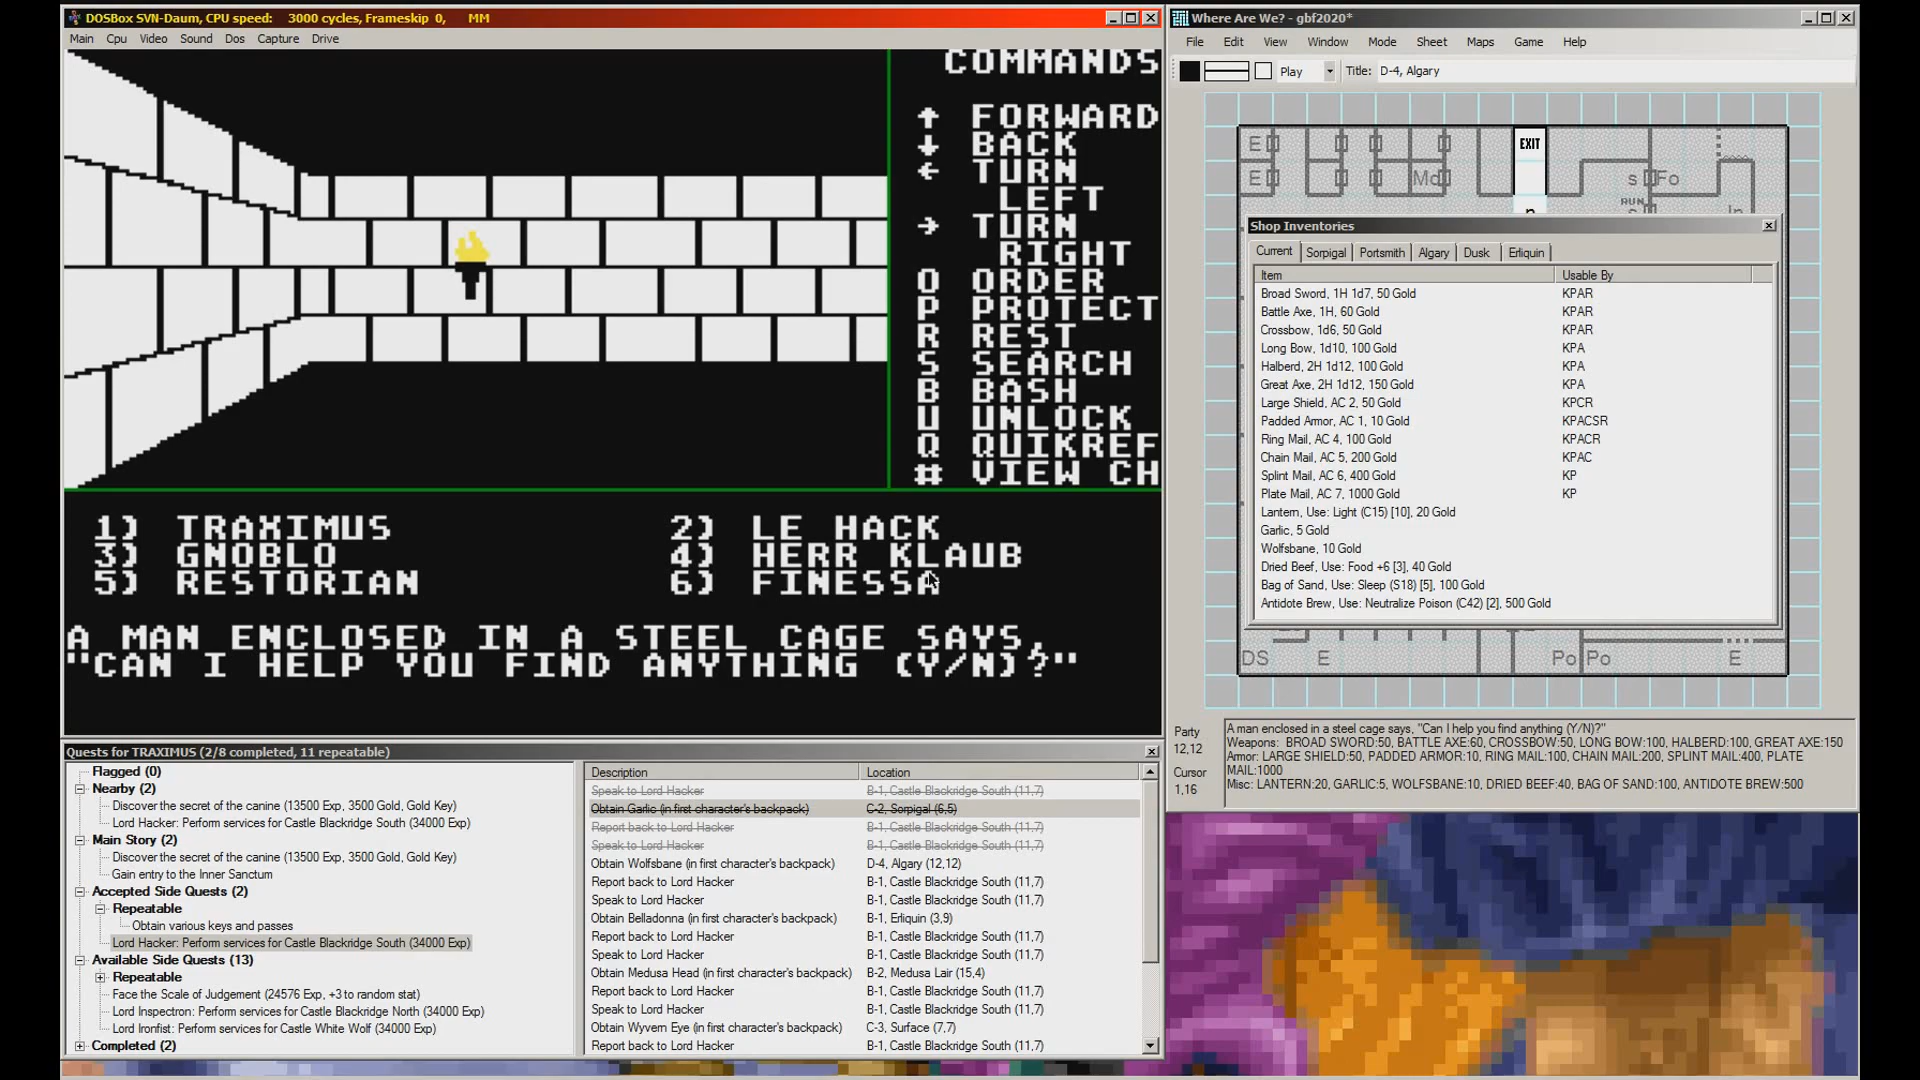 DOSBox SVN-Daum, CPU speed: 3000 cycles, Frameskip 0, MM
Main Cpu Video Sound Dos Capture Drive
COMMANDS
↑ FORWARD
↓ BACK
← TURN
LEFT
→ TURN
RIGHT
O ORDER
P PROTECT
R REST
S SEARCH
B BASH
U UNLOCK
Q QUIKREF
# VIEW CH
1) TRAXIMUS 2) LE HACK
3) GNOBLO 4) HERR KLAUB
5) RESTORIAN 6) FINESSA
A MAN ENCLOSED IN A STEEL CAGE SAYS,
"CAN I HELP YOU FIND ANYTHING (Y/N)?"
Where Are We? - gbf2020*
File Edit View Window Mode Sheet Maps Game Help
Play Title: D-4, Algary
E EXIT
E Mc s Fo
RUN
Shop Inventories
Current Sorpigal Portsmith Algary Dusk Erliquin
Item Usable By
Broad Sword, 1H 1d7, 50 Gold KPAR
Battle Axe, 1H, 60 Gold KPAR
Crossbow, 1d6, 50 Gold KPAR
Long Bow, 1d10, 100 Gold KPA
Halberd, 2H 1d12, 100 Gold KPA
Great Axe, 2H 1d12, 150 Gold KPA
Large Shield, AC 2, 50 Gold KPCR
Padded Armor, AC 1, 10 Gold KPACSR
Ring Mail, AC 4, 100 Gold KPACR
Chain Mail, AC 5, 200 Gold KPAC
Splint Mail, AC 6, 400 Gold KP
Plate Mail, AC 7, 1000 Gold KP
Lantern, Use: Light (C15) [10], 20 Gold
Garlic, 5 Gold
Wolfsbane, 10 Gold
Dried Beef, Use: Food +6 [3], 40 Gold
Bag of Sand, Use: Sleep (S18) [5], 100 Gold
Antidote Brew, Use: Neutralize Poison (C42) [2], 500 Gold
DS E Po Po E
Party
12,12
Cursor
1,16
A man enclosed in a steel cage says, "Can I help you find anything (Y/N)?"
Weapons: BROAD SWORD:50, BATTLE AXE:60, CROSSBOW:50, LONG BOW:100, HALBERD:100, GREAT AXE:150
Armor: LARGE SHIELD:50, PADDED ARMOR:10, RING MAIL:100, CHAIN MAIL:200, SPLINT MAIL:400, PLATE
MAIL:1000
Misc: LANTERN:20, GARLIC:5, WOLFSBANE:10, DRIED BEEF:40, BAG OF SAND:100, ANTIDOTE BREW:500
Quests for TRAXIMUS (2/8 completed, 11 repeatable)
Flagged (0)
Nearby (2)
Discover the secret of the canine (13500 Exp, 3500 Gold, Gold Key)
Lord Hacker: Perform services for Castle Blackridge South (34000 Exp)
Main Story (2)
Discover the secret of the canine (13500 Exp, 3500 Gold, Gold Key)
Gain entry to the Inner Sanctum
Accepted Side Quests (2)
Repeatable
Obtain various keys and passes
Lord Hacker: Perform services for Castle Blackridge South (34000 Exp)
Available Side Quests (13)
Repeatable
Face the Scale of Judgement (24576 Exp, +3 to random stat)
Lord Inspectron: Perform services for Castle Blackridge North (34000 Exp)
Lord Ironfist: Perform services for Castle White Wolf (34000 Exp)
Completed (2)
Description Location
Speak to Lord Hacker B-1, Castle Blackridge South (11,7)
Obtain Garlic (in first character's backpack) C-2, Sorpigal (6,5)
Report back to Lord Hacker B-1, Castle Blackridge South (11,7)
Speak to Lord Hacker B-1, Castle Blackridge South (11,7)
Obtain Wolfsbane (in first character's backpack) D-4, Algary (12,12)
Report back to Lord Hacker B-1, Castle Blackridge South (11,7)
Speak to Lord Hacker B-1, Castle Blackridge South (11,7)
Obtain Belladonna (in first character's backpack) B-1, Erliquin (3,9)
Report back to Lord Hacker B-1, Castle Blackridge South (11,7)
Speak to Lord Hacker B-1, Castle Blackridge South (11,7)
Obtain Medusa Head (in first character's backpack) B-2, Medusa Lair (15,4)
Report back to Lord Hacker B-1, Castle Blackridge South (11,7)
Speak to Lord Hacker B-1, Castle Blackridge South (11,7)
Obtain Wyvern Eye (in first character's backpack) C-3, Surface (7,7)
Report back to Lord Hacker B-1, Castle Blackridge South (11,7)